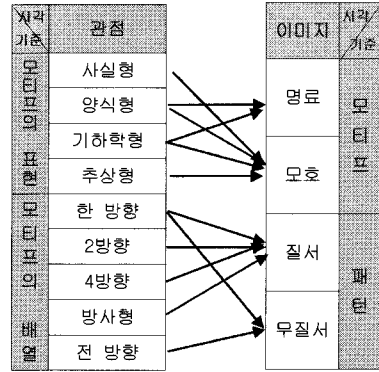 시각
기준
관점
모티프의 표현
사실형
양식형
기하학형
추상형
모티프의 배열
한 방향
2방향
4방향
방사형
전 방향
이미지
시각
기준
명료
모호
모티프
질서
무질서
패턴